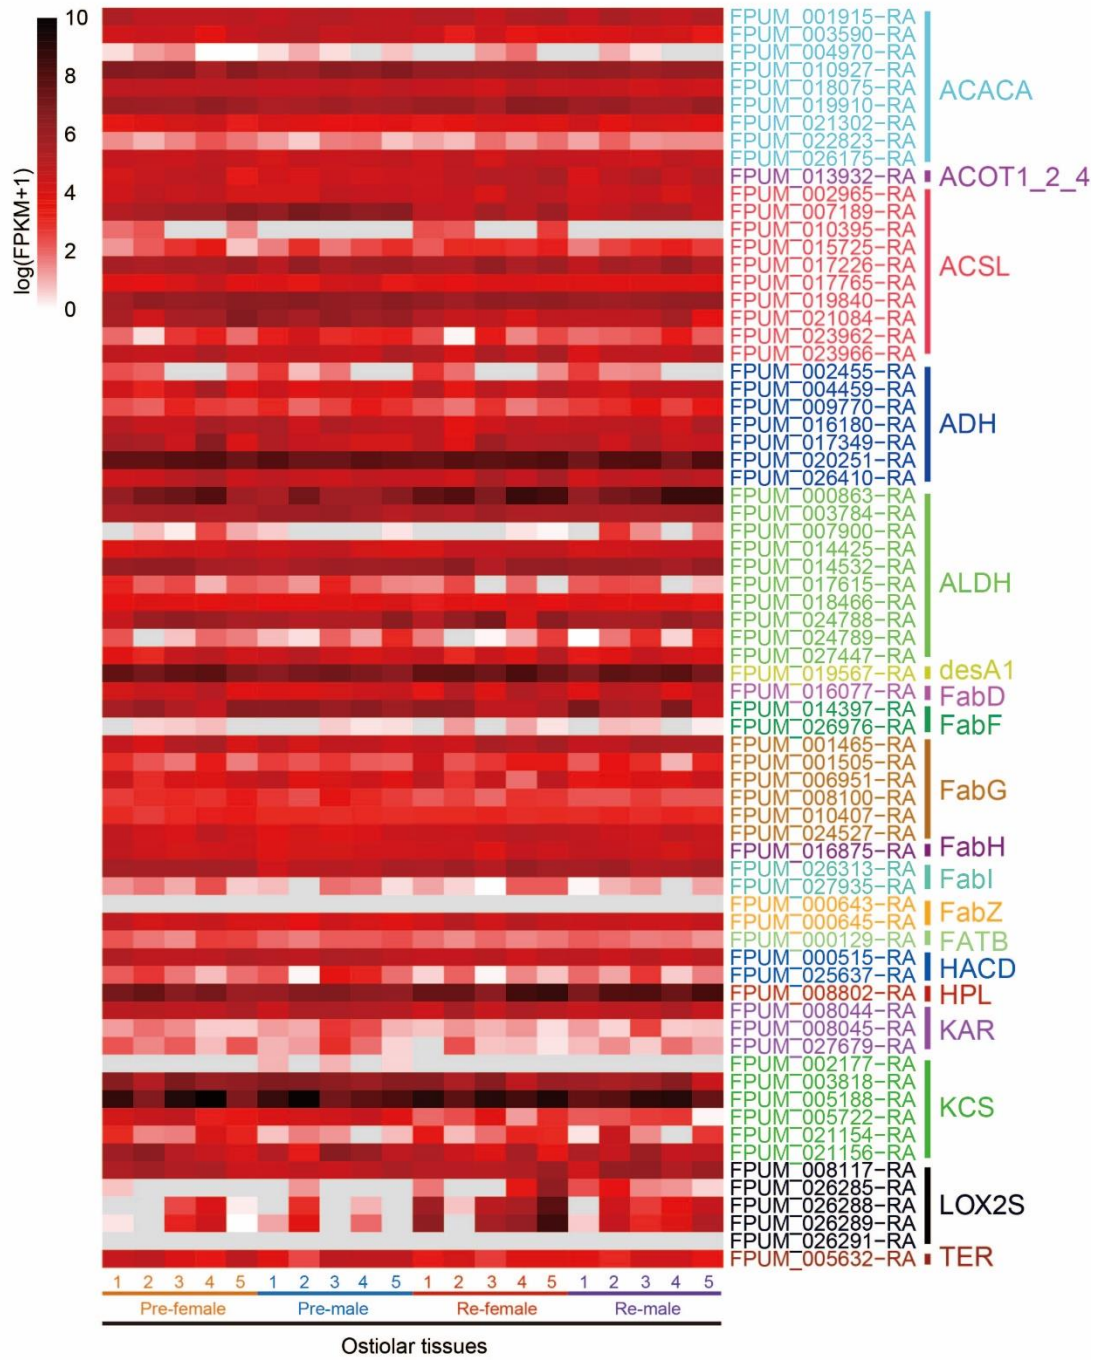 10
8
6
4
2
0
log(FPKM+1)
FPUM_001915-RA
FPUM_003590-RA
FPUM_004970-RA
FPUM_010927-RA
FPUM_018075-RA
FPUM_019910-RA
FPUM_021302-RA
FPUM_022823-RA
FPUM_026175-RA
ACACA
FPUM_013932-RA
ACOT1_2_4
FPUM_002965-RA
FPUM_007189-RA
FPUM_010395-RA
FPUM_015725-RA
FPUM_017226-RA
FPUM_017765-RA
FPUM_019840-RA
FPUM_021084-RA
FPUM_023962-RA
FPUM_023966-RA
ACSL
FPUM_002455-RA
FPUM_004459-RA
FPUM_009770-RA
FPUM_016180-RA
FPUM_017349-RA
FPUM_020251-RA
FPUM_026410-RA
ADH
FPUM_000863-RA
FPUM_003784-RA
FPUM_007900-RA
FPUM_014425-RA
FPUM_014532-RA
FPUM_017615-RA
FPUM_018466-RA
FPUM_024788-RA
FPUM_024789-RA
FPUM_027447-RA
ALDH
FPUM_019567-RA
desA1
FPUM_016077-RA
FabD
FPUM_014397-RA
FPUM_026976-RA
FabF
FPUM_001465-RA
FPUM_001505-RA
FPUM_006951-RA
FPUM_008100-RA
FPUM_010407-RA
FPUM_024527-RA
FabG
FPUM_016875-RA
FabH
FPUM_026313-RA
FPUM_027935-RA
FabI
FPUM_000643-RA
FPUM_000645-RA
FabZ
FPUM_000129-RA
FATB
FPUM_000515-RA
FPUM_025637-RA
HACD
FPUM_008802-RA
HPL
FPUM_008044-RA
FPUM_008045-RA
FPUM_027679-RA
KAR
FPUM_002177-RA
FPUM_003818-RA
FPUM_005188-RA
FPUM_005722-RA
FPUM_021154-RA
FPUM_021156-RA
KCS
FPUM_008117-RA
FPUM_026285-RA
FPUM_026288-RA
FPUM_026289-RA
FPUM_026291-RA
LOX2S
FPUM_005632-RA
TER
1 2 3 4 5 1 2 3 4 5 1 2 3 4 5 1 2 3 4 5
Pre-female Pre-male Re-female Re-male
Ostiolar tissues